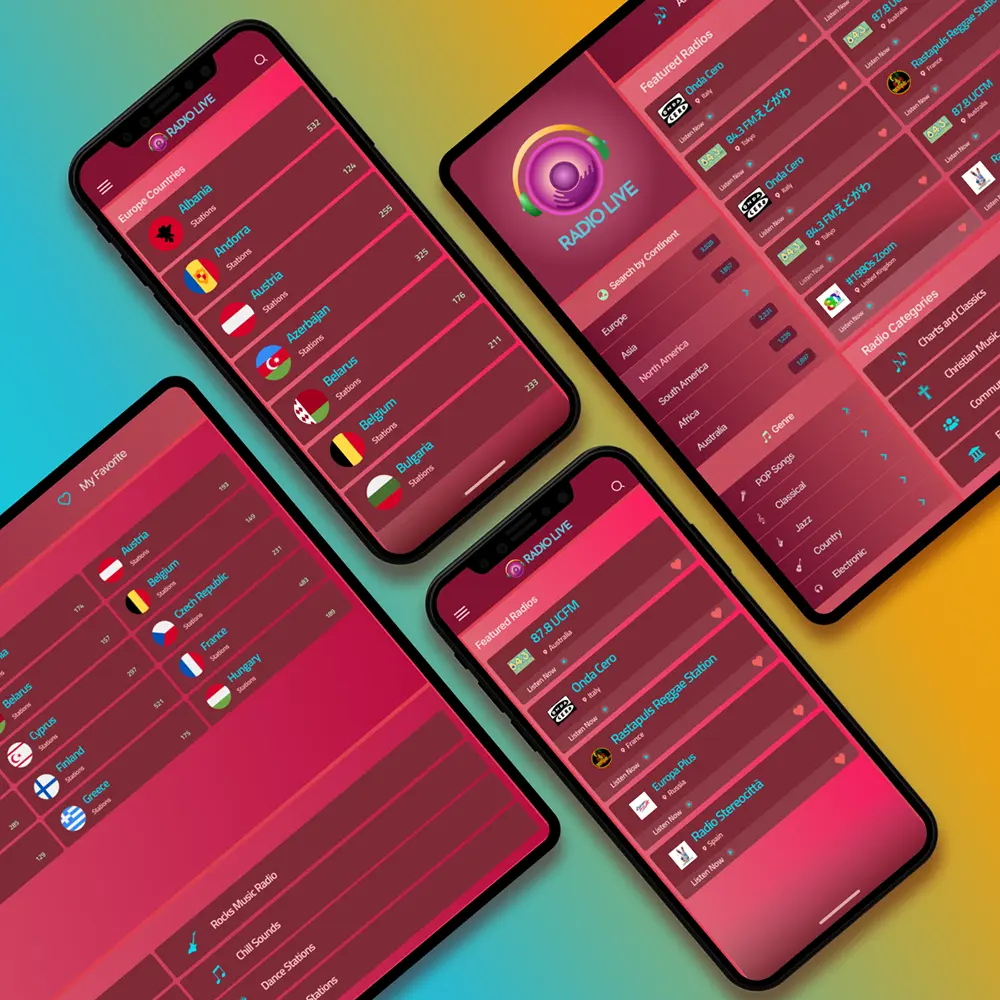 RADIO LIVE
Europe Countries
532
Albania
Stations
124
Andorra
Stations
255
Austria
Stations
325
Azerbaijan
Stations
176
Belarus
Stations
211
Belgium
Stations
233
Bulgaria
Stations
RADIO LIVE
Search by Continent
Europe
Asia
North America
South America
Africa
Australia
Genre
POP Songs
Classical
Jazz
Country
Electronic
Featured Radios
Onda Cero
Italy
Listen Now
84.3 FMえどがわ
Tokyo
Listen Now
Onda Cero
Italy
Listen Now
84.3 FMえどがわ
Tokyo
Listen Now
#1980s Zoom
United Kingdom
Listen Now
Listen Now
87.8 U
Australia
Listen Now
Rastapuls Reggae Statio
France
Listen Now
87.8 UCFM
Australia
Listen Now
Radio Categories
Charts and Classics
Christian Music
Commu
My Favorite
193
Austria
Stations
149
Belgium
Stations
231
Czech Republic
Stations
483
France
Stations
189
Hungary
Stations
174
157
Belarus
Stations
297
Cyprus
Stations
521
Finland
Stations
175
Greece
Stations
285
129
Rocks Music Radio
Chill Sounds
Dance Stations
Stations
RADIO LIVE
Featured Radios
87.8 UCFM
Australia
Listen Now
Onda Cero
Italy
Listen Now
Rastapuls Reggae Station
France
Listen Now
Europa Plus
Russia
Listen Now
Radio Stereocittà
Spain
Listen Now